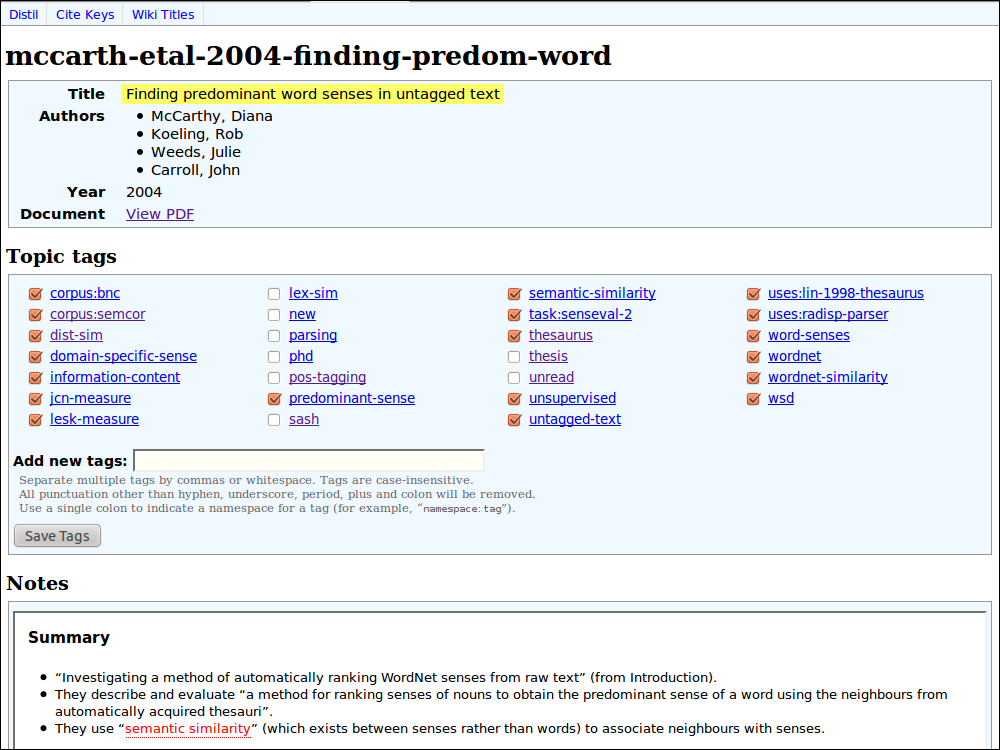 Distil Cite Keys Wiki Titles
mccarth-etal-2004-finding-predom-word
Title Finding predominant word senses in untagged text
Authors • McCarthy, Diana
• Koeling, Rob
• Weeds, Julie
• Carroll, John
Year 2004
Document View PDF
Topic tags
corpus:bnc lex-sim semantic-similarity uses:lin-1998-thesaurus
corpus:semcor new task:senseval-2 uses:radisp-parser
dist-sim parsing thesaurus word-senses
domain-specific-sense phd thesis wordnet
information-content pos-tagging unread wordnet-similarity
jcn-measure predominant-sense unsupervised wsd
lesk-measure sash untagged-text
Add new tags:
Separate multiple tags by commas or whitespace. Tags are case-insensitive.
All punctuation other than hyphen, underscore, period, plus and colon will be removed.
Use a single colon to indicate a namespace for a tag (for example, “namespace:tag”).
Save Tags
Notes
Summary
• “Investigating a method of automatically ranking WordNet senses from raw text” (from Introduction).
• They describe and evaluate “a method for ranking senses of nouns to obtain the predominant sense of a word using the neighbours from
automatically acquired thesauri”.
• They use “semantic similarity” (which exists between senses rather than words) to associate neighbours with senses.